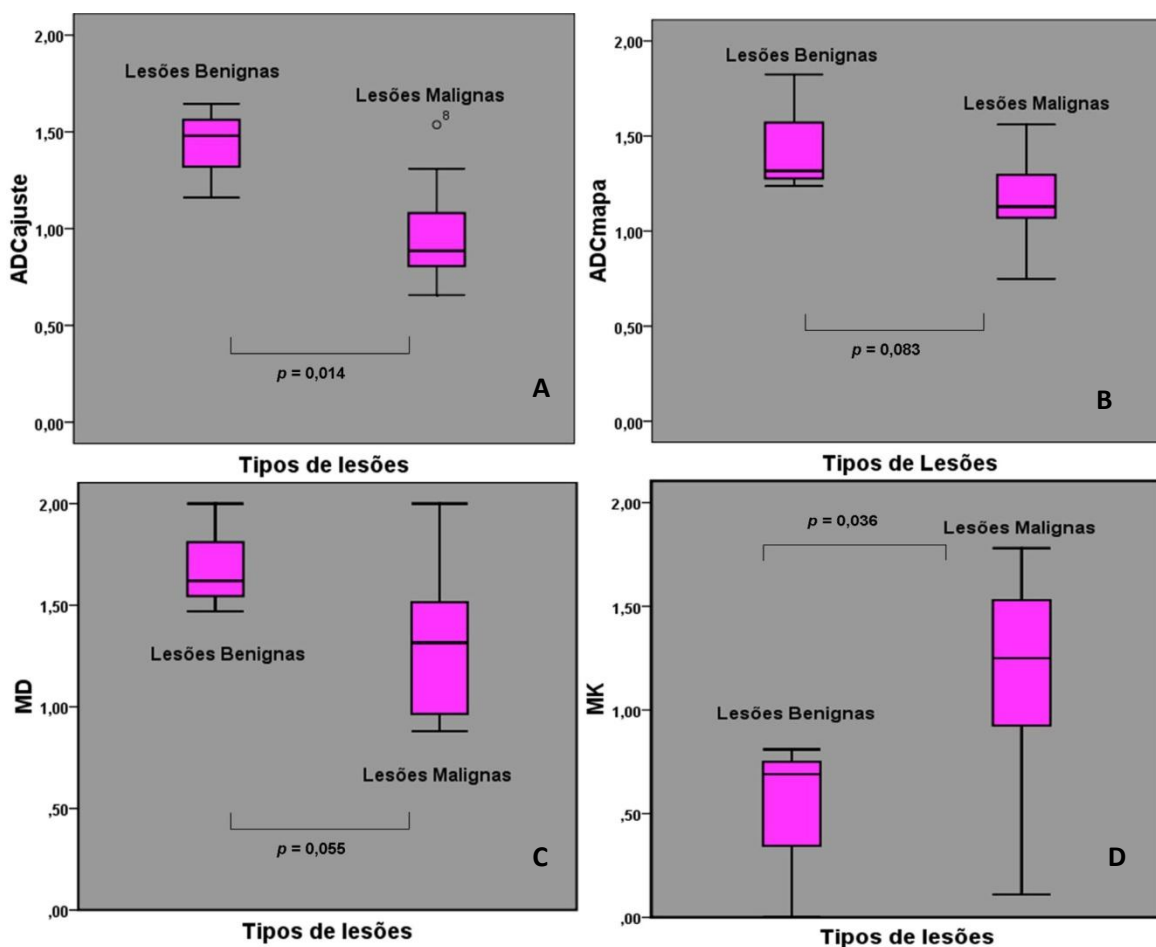 2,00
1,50
1,00
0,50
0,00
ADCajuste
Lesões Benignas
Lesões Malignas
8
p = 0,014
A
Tipos de lesões
2,00
1,50
1,00
0,50
0,00
ADCmapa
Lesões Benignas
Lesões Malignas
p = 0,083
B
Tipos de Lesões
2,00
1,50
1,00
,50
,00
MD
Lesões Benignas
Lesões Malignas
p = 0,055
C
Tipos de lesões
2,00
1,50
1,00
,50
,00
MK
p = 0,036
Lesões Malignas
Lesões Benignas
D
Tipos de lesões